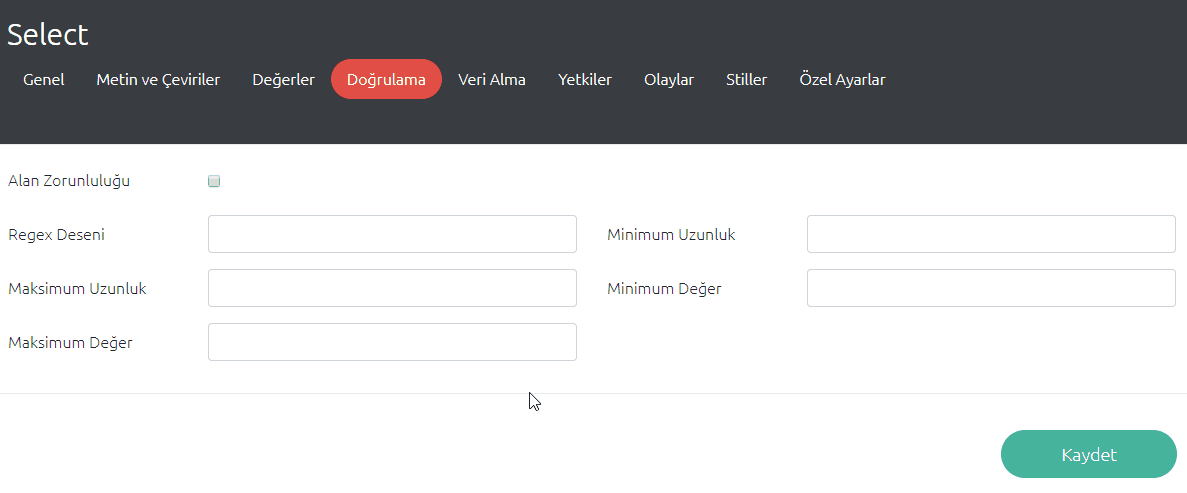 Select
Genel Metin ve Çeviriler Değerler Doğrulama Veri Alma Yetkiler Olaylar Stiller Özel Ayarlar
Alan Zorunluluğu
Regex Deseni Minimum Uzunluk
Maksimum Uzunluk Minimum Değer
Maksimum Değer
Kaydet